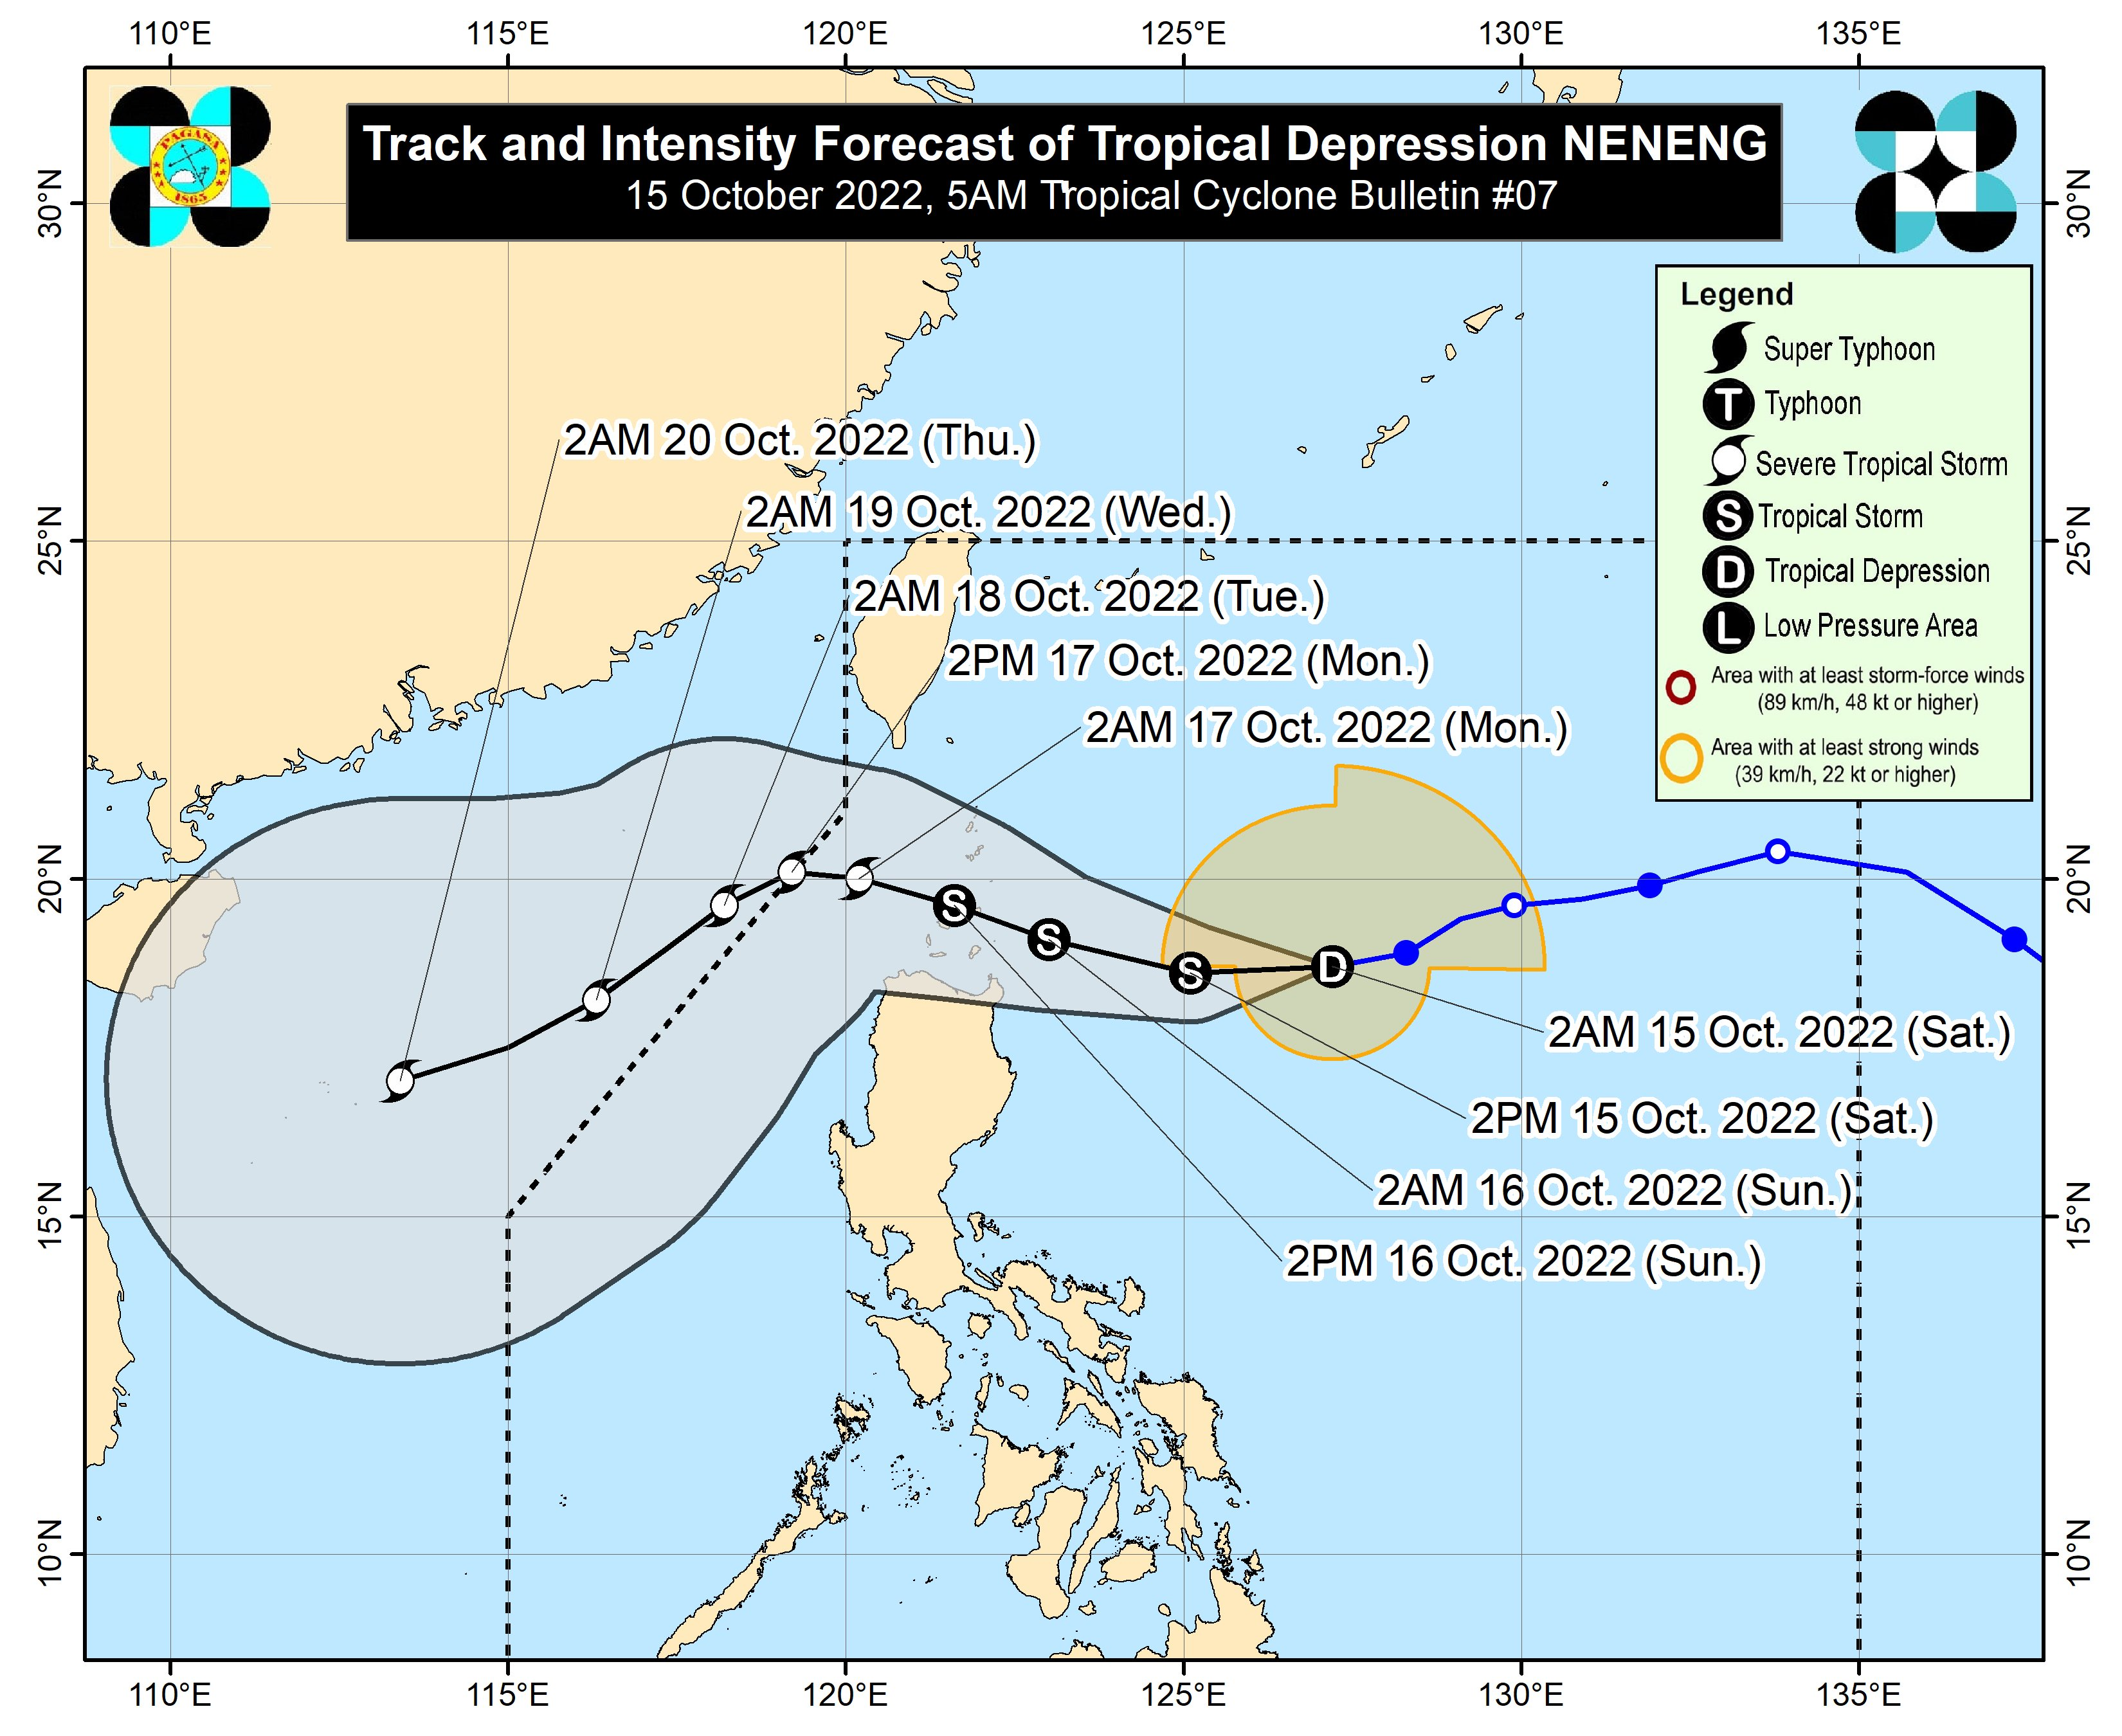 110°E 115°E 120°E 125°E 130°E 135°E
Track and Intensity Forecast of Tropical Depression NENENG
15 October 2022, 5AM Tropical Cyclone Bulletin #07
PAGASA
1865
30°N
30°N
Legend
Super Typhoon
T Typhoon
Severe Tropical Storm
S Tropical Storm
D Tropical Depression
L Low Pressure Area
Area with at least storm-force winds
(89 km/h, 48 kt or higher)
Area with at least strong winds
(39 km/h, 22 kt or higher)
2AM 20 Oct. 2022 (Thu.)
2AM 19 Oct. 2022 (Wed.)
25°N
25°N
2AM 18 Oct. 2022 (Tue.)
2PM 17 Oct. 2022 (Mon.)
2AM 17 Oct. 2022 (Mon.)
20°N
20°N
S
S
S
D
2AM 15 Oct. 2022 (Sat.)
2PM 15 Oct. 2022 (Sat.)
2AM 16 Oct. 2022 (Sun.)
15°N
15°N
2PM 16 Oct. 2022 (Sun.)
10°N
10°N
110°E 115°E 120°E 125°E 130°E 135°E